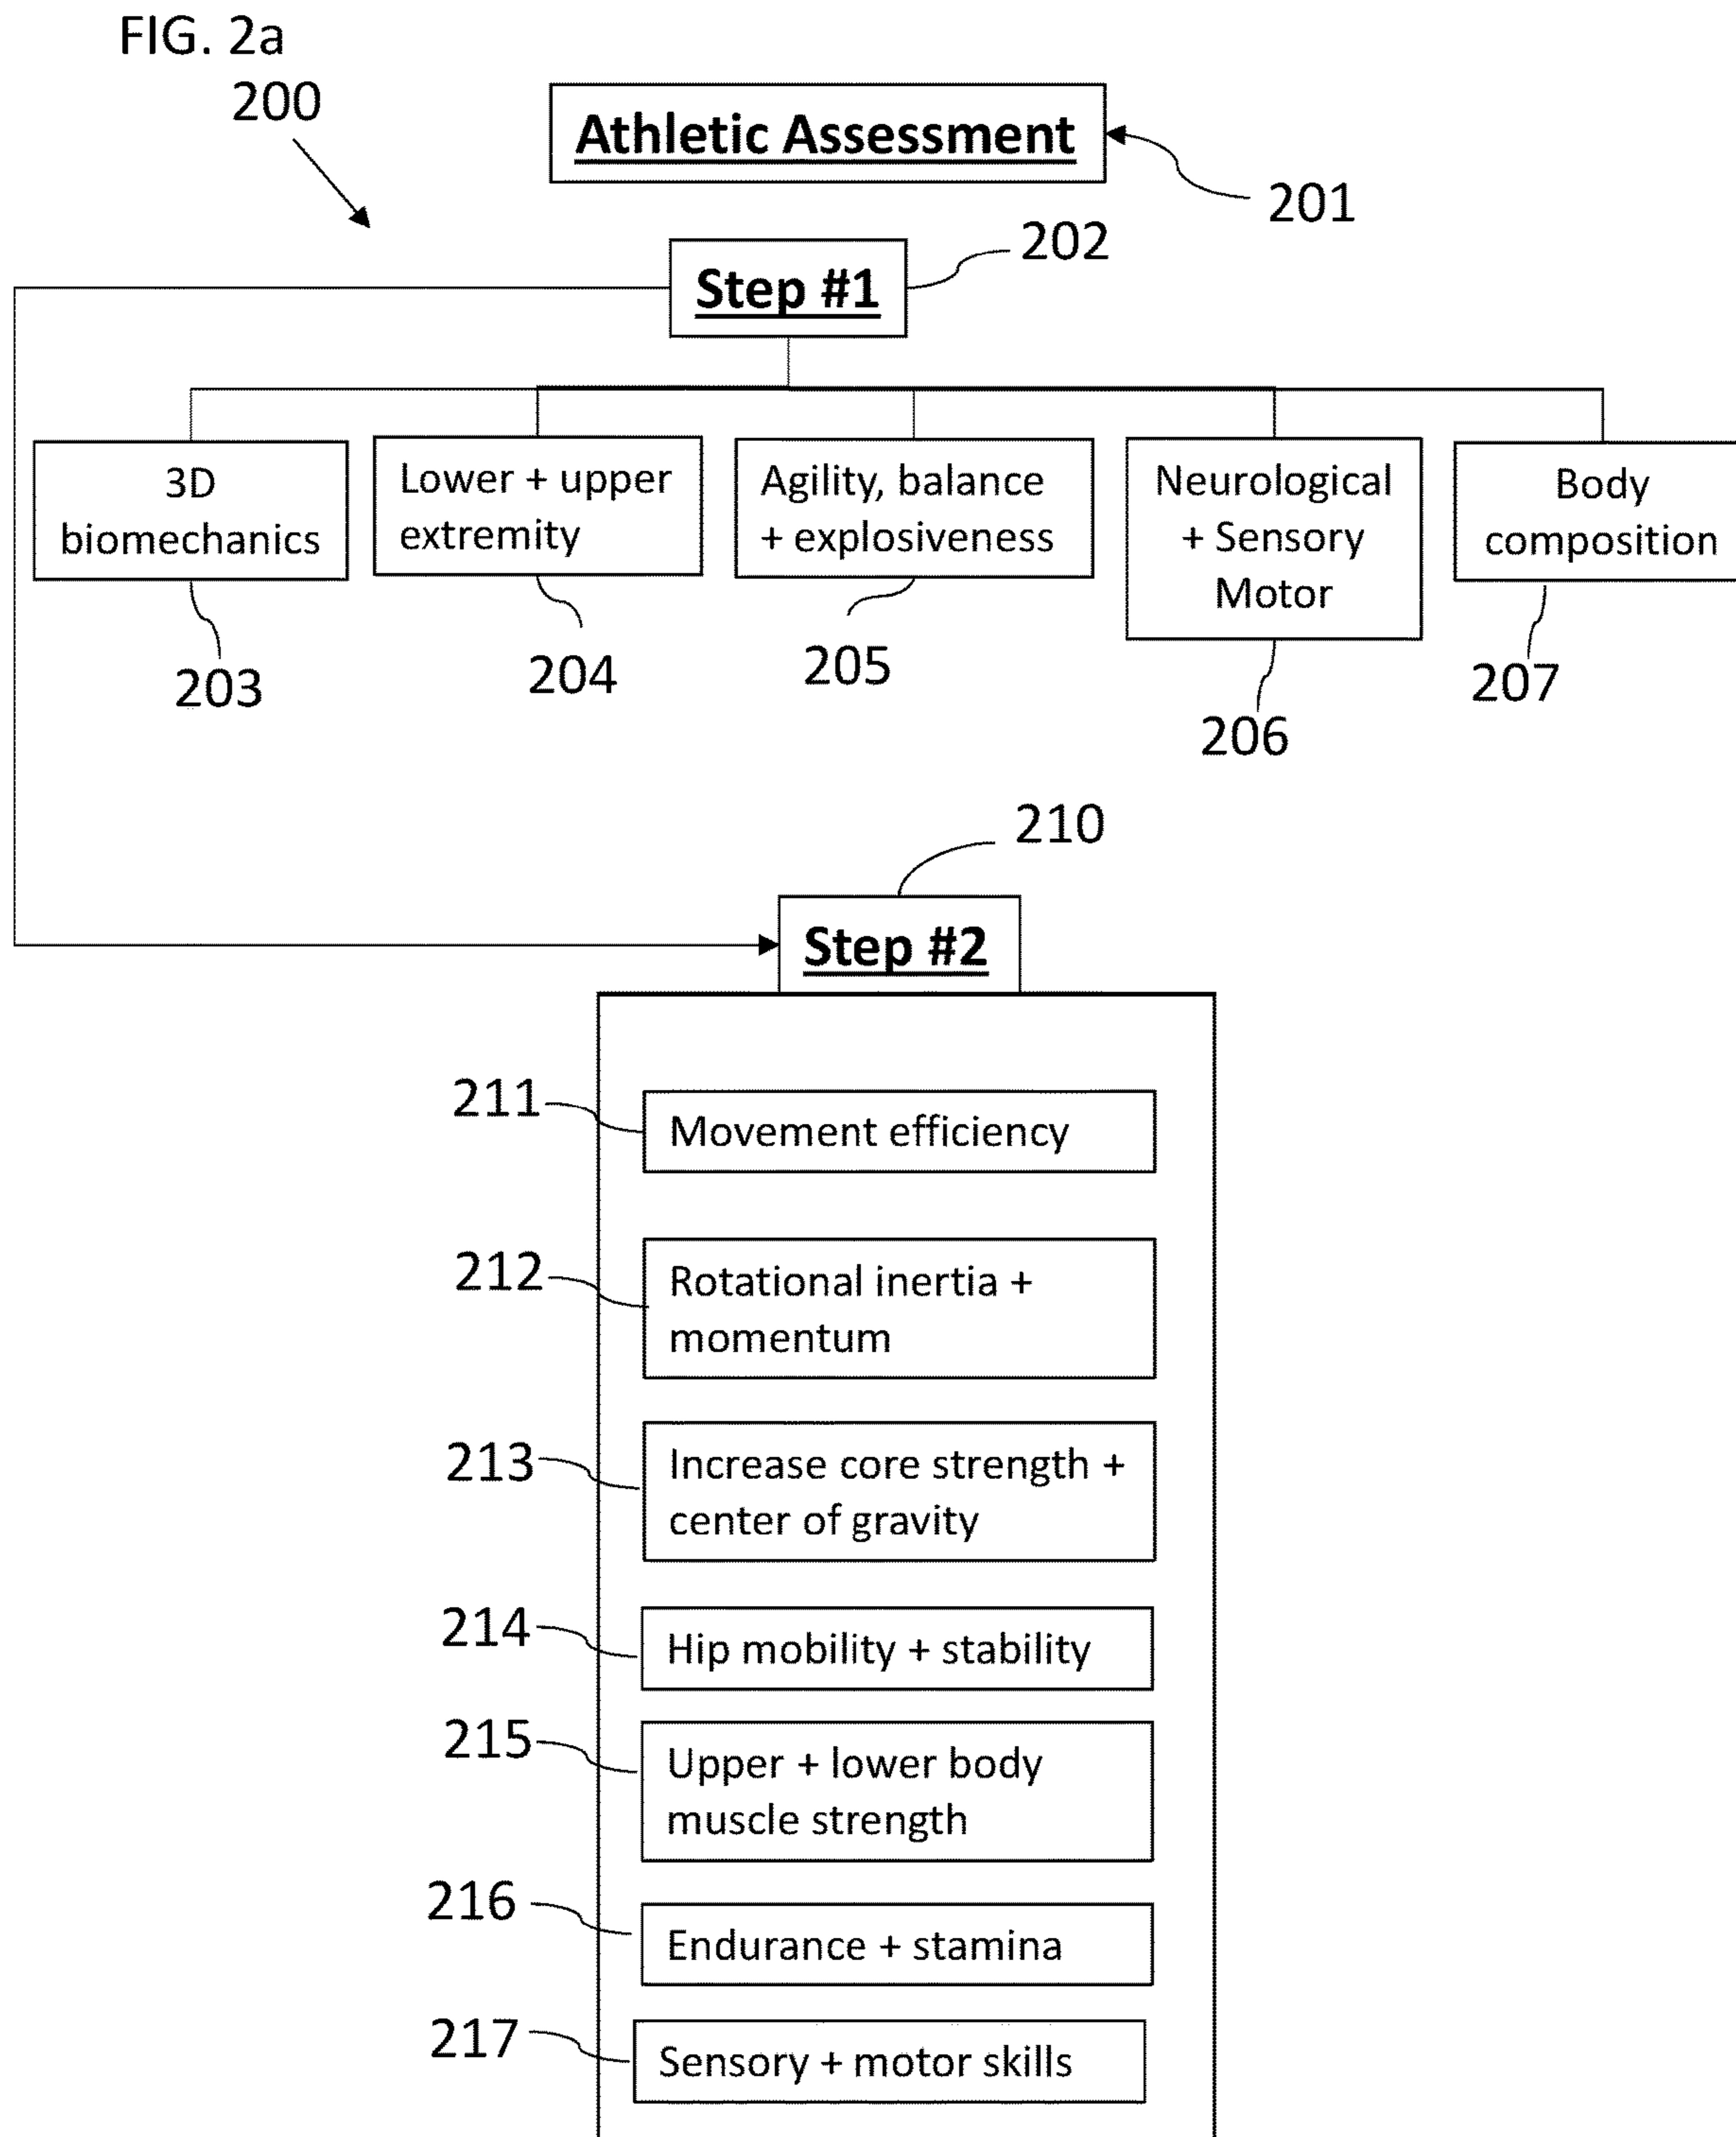 FIG. 2a
200
Athletic Assessment
201
202
Step #1
3D
biomechanics
Lower + upper
extremity
Agility, balance
+ explosiveness
Neurological
+ Sensory
Motor
Body
composition
203
204
205
206
207
210
Step #2
211
Movement efficiency
212
Rotational inertia +
momentum
213
Increase core strength +
center of gravity
214
Hip mobility + stability
215
Upper + lower body
muscle strength
216
Endurance + stamina
217
Sensory + motor skills